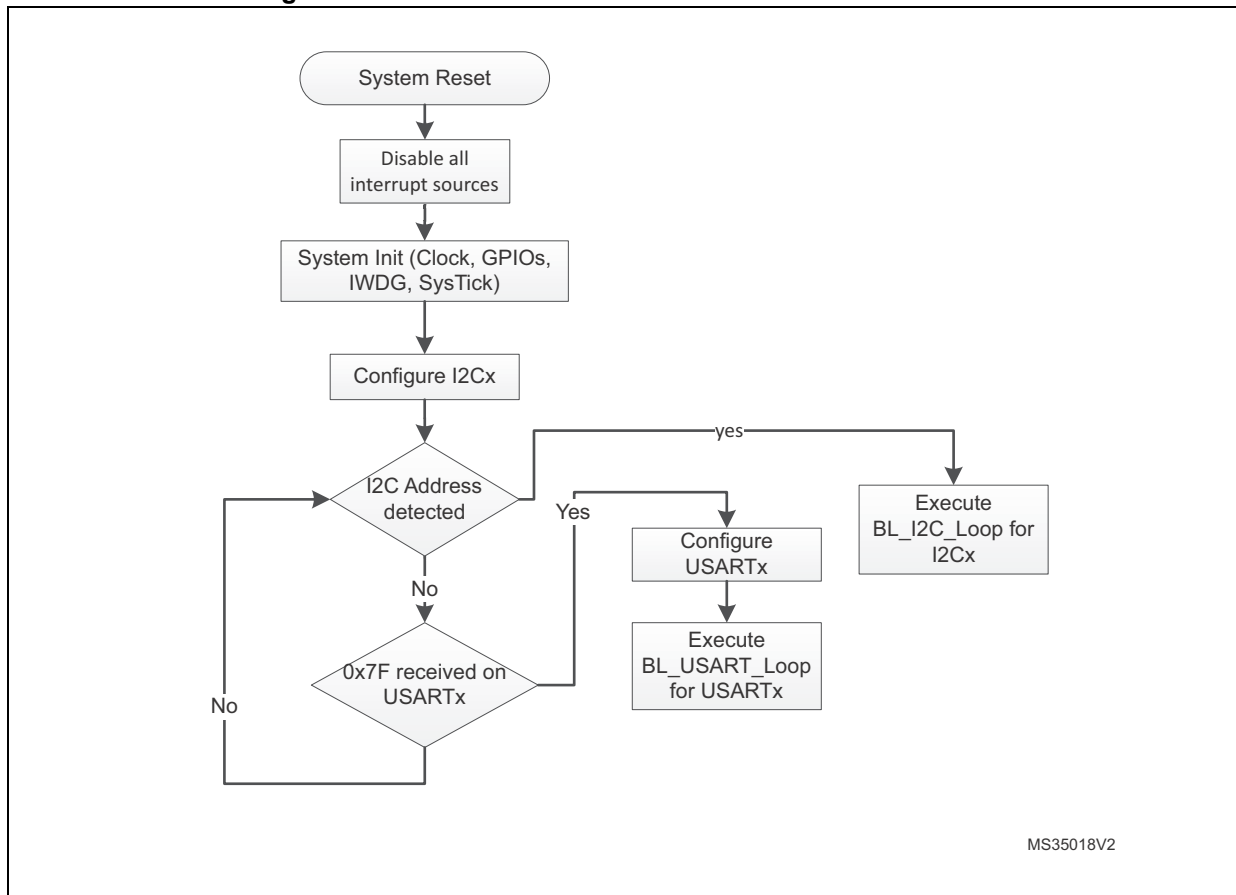 System Reset
Disable all
interrupt sources
System Init (Clock, GPIOs,
IWDG, SysTick)
Configure I2Cx
I2C Address
detected
yes
Execute
BL_I2C_Loop for
I2Cx
Yes
Configure
USARTx
No
Execute
BL_USART_Loop
for USARTx
0x7F received on
USARTx
No
MS35018V2